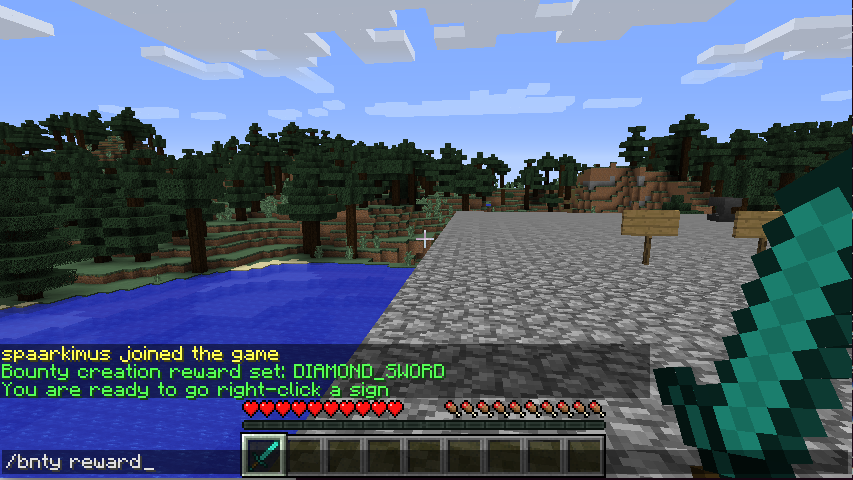 spaarkimus joined the game
Bounty creation reward set: DIAMOND_SWORD
You are ready to go right-click a sign
/bnty reward_